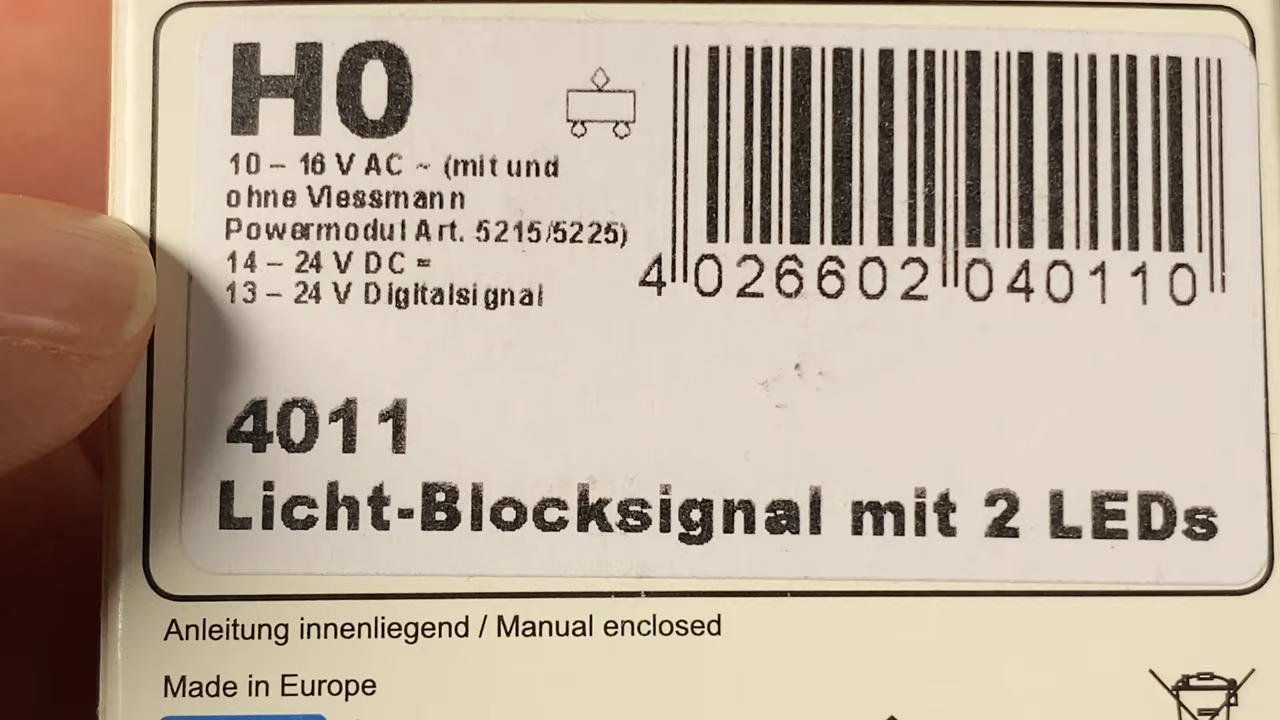 H0
10 – 16 V AC ~ (mit und
ohne Viessmann
Powermodul Art. 5215/5225)
14 – 24 V DC =
13 – 24 V Digitalsignal
4 026602 040110
4011
Licht-Blocksignal mit 2 LEDs
Anleitung innenliegend / Manual enclosed
Made in Europe